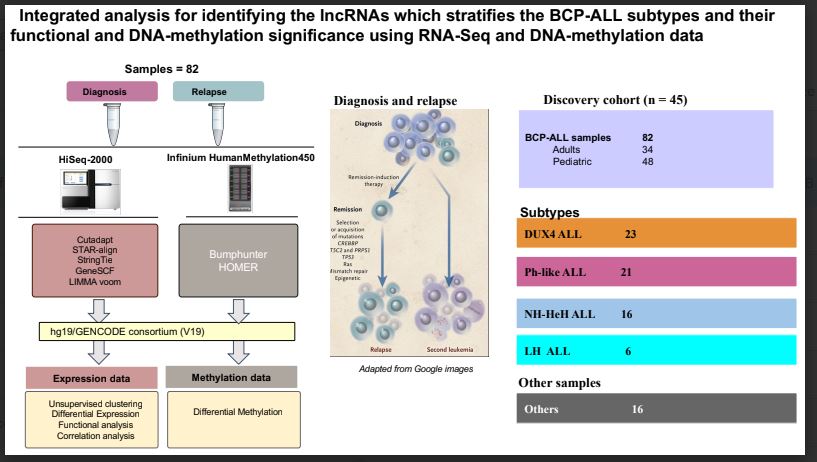 Integrated analysis for identifying the lncRNAs which stratifies the BCP-ALL subtypes and their
functional and DNA-methylation significance using RNA-Seq and DNA-methylation data
Samples = 82
Diagnosis
Relapse
HiSeq-2000
Infinium HumanMethylation450
Cutadapt
STAR-align
StringTie
GeneSCF
LIMMA voom
Bumphunter
HOMER
hg19/GENCODE consortium (V19)
Expression data
Methylation data
Unsupervised clustering
Differential Expression
Functional analysis
Correlation analysis
Differential Methylation
Diagnosis and relapse
Diagnosis
Remission-induction
therapy
Remission
Selection
or acquisition
of mutations
CREBBP
and PRPS1
TP53
Ras
Mismatch repair
Epigenetic
Relapse
Second leukemia
Adapted from Google images
Discovery cohort (n = 45)
BCP-ALL samples 82
Adults 34
Pediatric 48
Subtypes
DUX4 ALL 23
Ph-like ALL 21
NH-HeH ALL 16
LH ALL 6
Other samples
Others 16